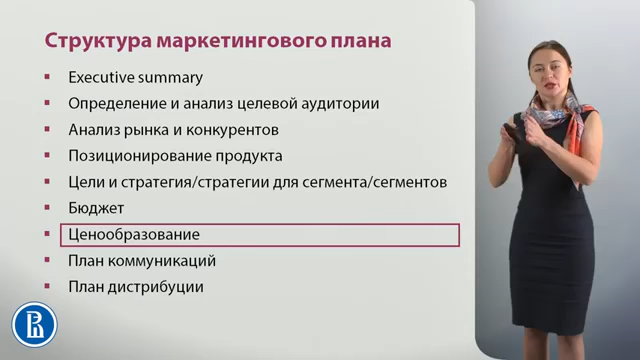 Структура маркетингового плана
Executive summary
Определение и анализ целевой аудитории
Анализ рынка и конкурентов
Позиционирование продукта
Цели и стратегия/стратегии для сегмента/сегментов
Бюджет
Ценообразование
План коммуникаций
План дистрибуции